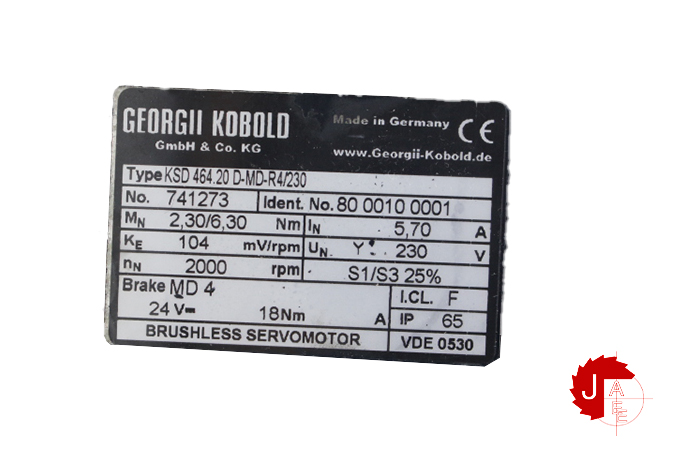 GEORGII KOBOLD
GmbH & Co. KG
Made in Germany CE
www.Georgii-Kobold.de
Type KSD 464.20 D-MD-R4/230
No. 741273 Ident. No. 80 0010 0001
MN 2,30/6,30 Nm IN 5,70 A
KE 104 mV/rpm UN Y 230 V
nN 2000 rpm S1/S3 25%
Brake MD 4 I.CL. F
24 V⎓ 18Nm A IP 65
BRUSHLESS SERVOMOTOR VDE 0530
J
A
E
E